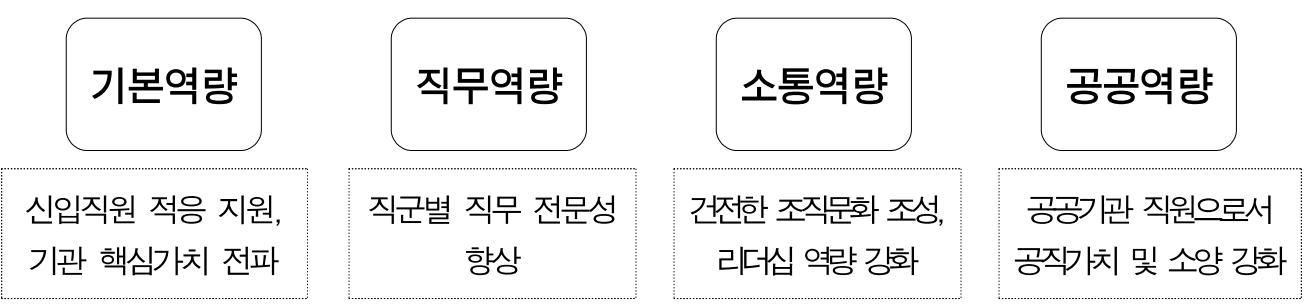 기본역량
직무역량
소통역량
공공역량
신입직원 적응 지원,
기관 핵심가치 전파
직군별 직무 전문성
향상
건전한 조직문화 조성,
리더십 역량 강화
공공기관 직원으로서
공직가치 및 소양 강화